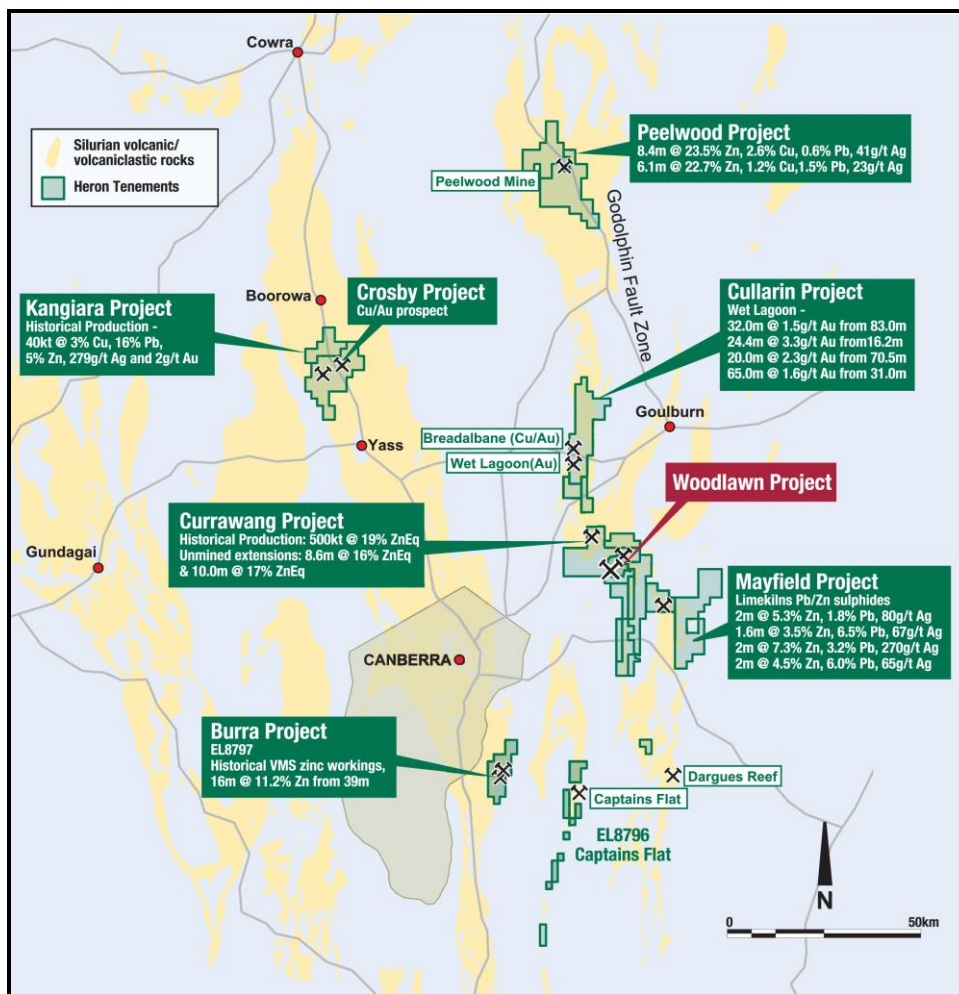 Cowra
Silurian volcanic/
volcaniclastic rocks
Heron Tenements
Peelwood Project
8.4m @ 23.5% Zn, 2.6% Cu, 0.6% Pb, 41g/t Ag
6.1m @ 22.7% Zn, 1.2% Cu,1.5% Pb, 23g/t Ag
Peelwood Mine
Godolphin Fault Zone
Kangiara Project
Historical Production -
40kt @ 3% Cu, 16% Pb,
5% Zn, 279g/t Ag and 2g/t Au
Boorowa
Crosby Project
Cu/Au prospect
Cullarin Project
Wet Lagoon -
32.0m @ 1.5g/t Au from 83.0m
24.4m @ 3.3g/t Au from16.2m
20.0m @ 2.3g/t Au from 70.5m
65.0m @ 1.6g/t Au from 31.0m
Goulburn
Yass
Breadalbane (Cu/Au)
Wet Lagoon(Au)
Woodlawn Project
Currawang Project
Historical Production: 500kt @ 19% ZnEq
Unmined extensions: 8.6m @ 16% ZnEq
& 10.0m @ 17% ZnEq
Gundagai
Mayfield Project
Limekilns Pb/Zn sulphides
2m @ 5.3% Zn, 1.8% Pb, 80g/t Ag
1.6m @ 3.5% Zn, 6.5% Pb, 67g/t Ag
2m @ 7.3% Zn, 3.2% Pb, 270g/t Ag
2m @ 4.5% Zn, 6.0% Pb, 65g/t Ag
CANBERRA
Burra Project
EL8797
Historical VMS zinc workings,
16m @ 11.2% Zn from 39m
Dargues Reef
Captains Flat
EL8796
Captains Flat
N
0
50km